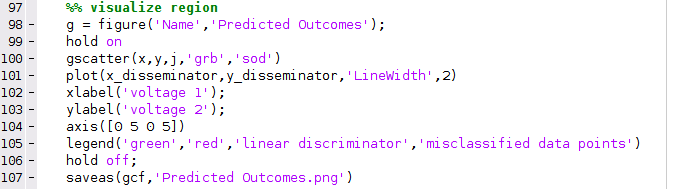 97 %% visualize region
98 - g = figure('Name','Predicted Outcomes');
99 - hold on
100 - gscatter(x,y,j,'grb','sod')
101 - plot(x_disseminator,y_disseminator,'LineWidth',2)
102 - xlabel('voltage 1');
103 - ylabel('voltage 2');
104 - axis([0 5 0 5])
105 - legend('green','red','linear discriminator','misclassified data points')
106 - hold off;
107 - saveas(gcf,'Predicted Outcomes.png')